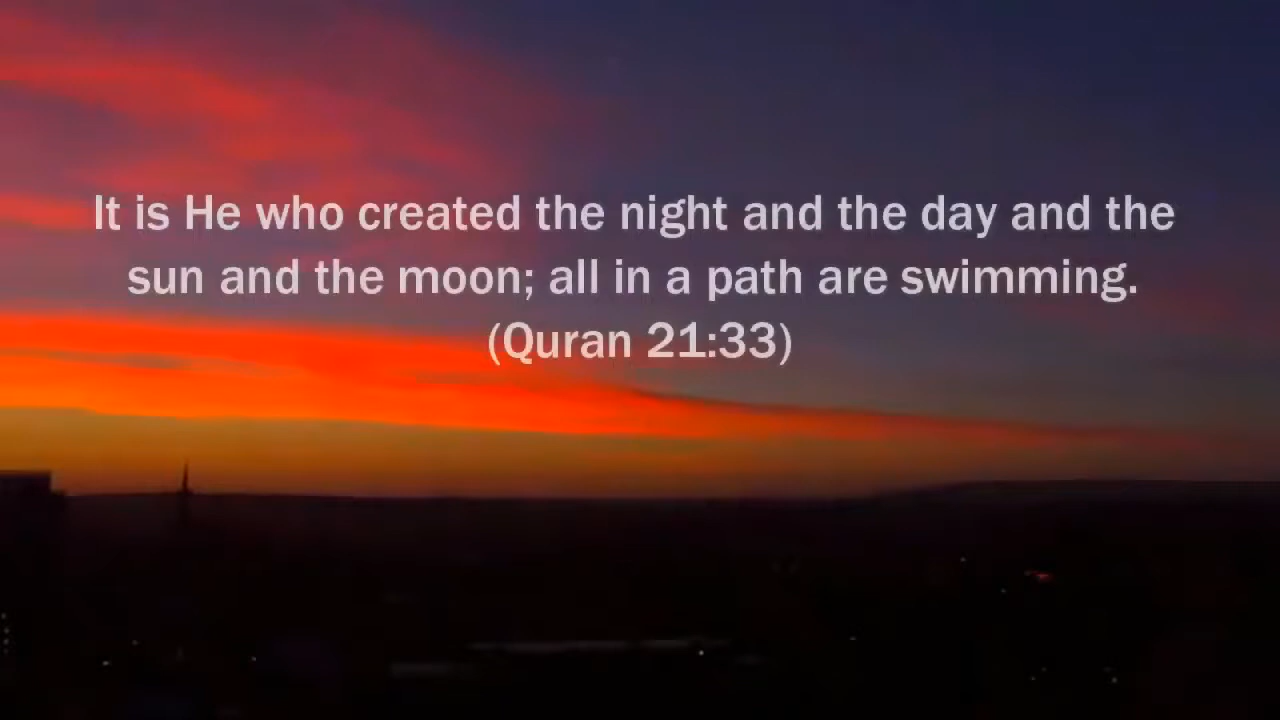 It is He who created the night and the day and the
sun and the moon; all in a path are swimming.
(Quran 21:33)